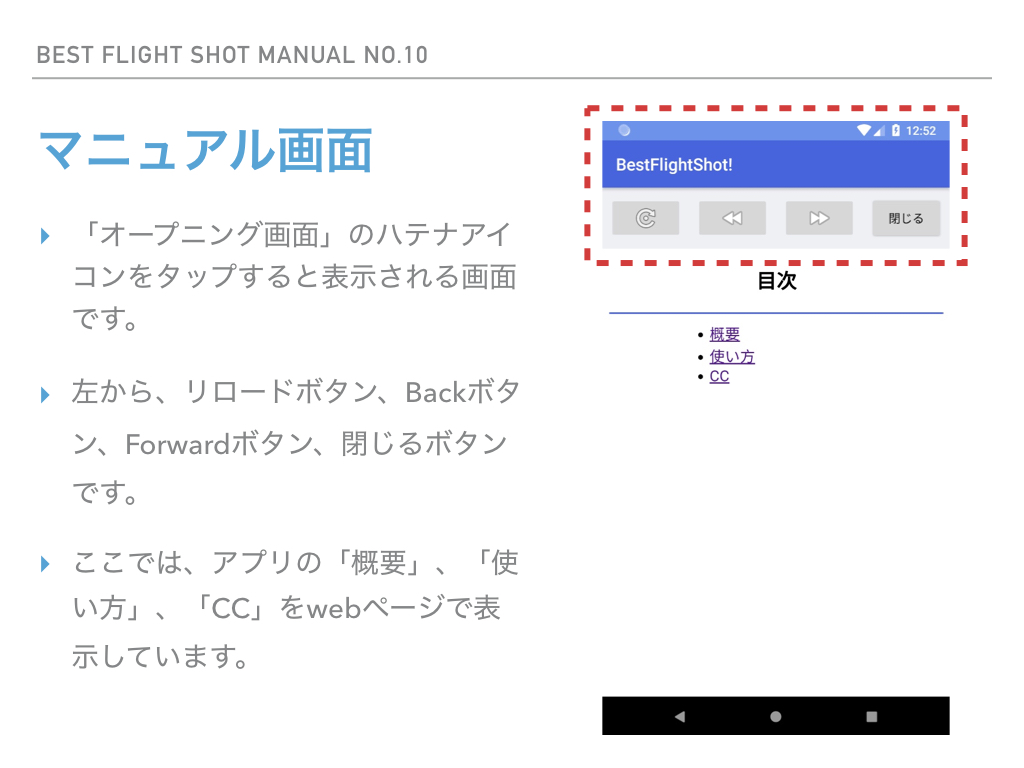 BEST FLIGHT SHOT MANUAL NO.10
マニュアル画面
「オープニング画面」のハテナアイ
コンをタップすると表示される画面
です。
左から、リロードボタン、Backボタ
ン、Forwardボタン、閉じるボタン
です。
ここでは、アプリの「概要」、「使
い方」、「CC」をwebページで表
示しています。
12:52
BestFlightShot!
閉じる
目次
概要
使い方
CC